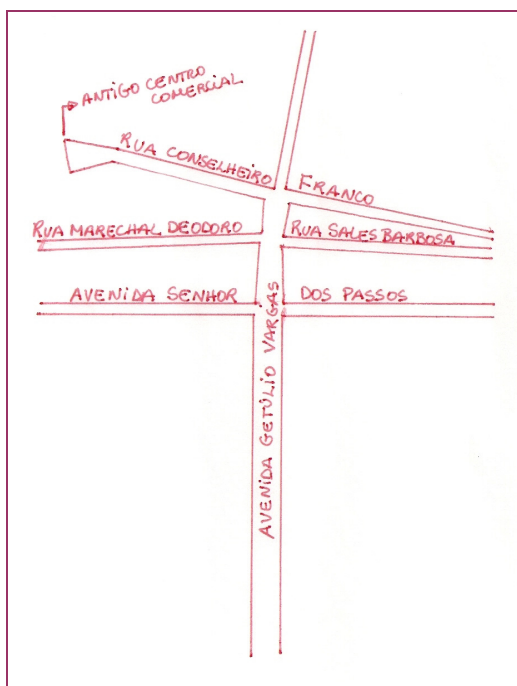 ANTIGO CENTRO
COMERCIAL
RUA CONSELHEIRO
FRANCO
RUA MARECHAL DEODORO
RUA SALES BARBOSA
AVENIDA SENHOR
DOS PASSOS
AVENIDA GETÚLIO VARGAS